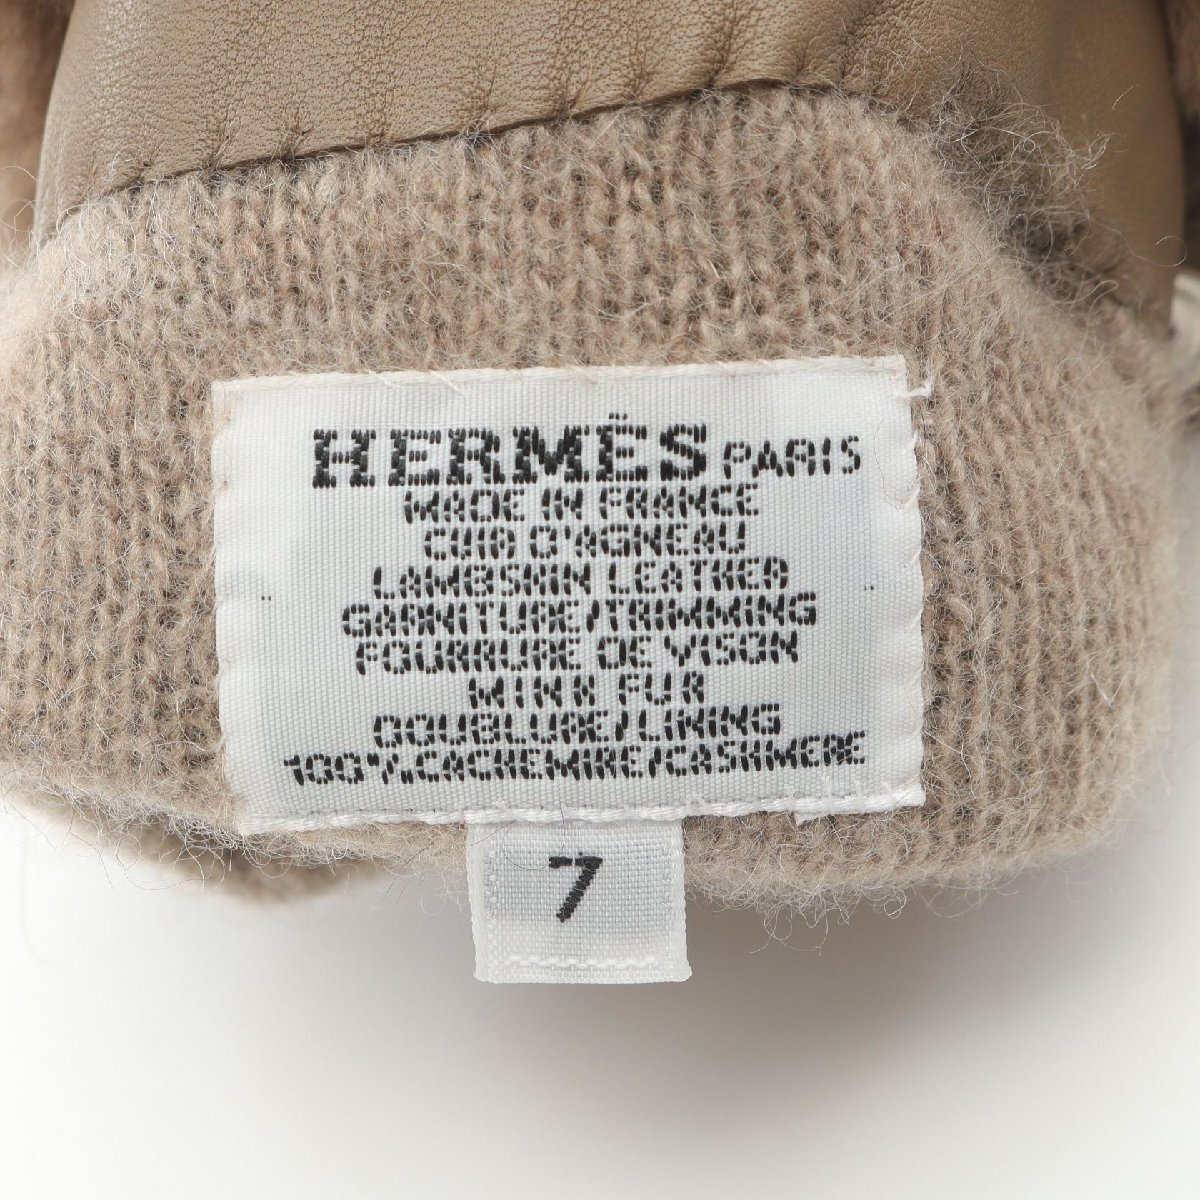 HERMÈS PARIS
MADE IN FRANCE
CUIR D'AGNEAU
LAMBSKIN LEATHER
GARNITURE/TRIMMING
FOURRURE DE VISON
MINK FUR
DOUBLURE/LINING
100%CACHEMIRE/CASHMERE
7